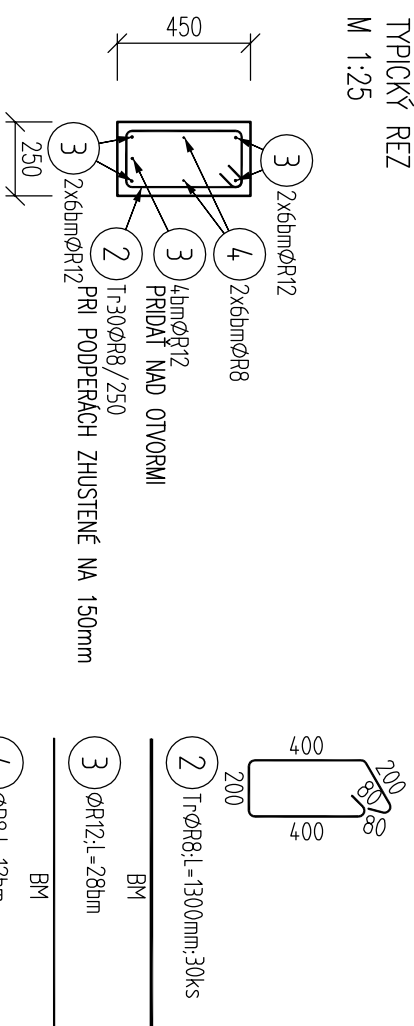 TYPICKÝ REZ
M 1:25
450
250
3
2x6bmØR12
4
2x6bmØR8
3
4bmØR12
PRIDAŤ NAD OTVORMI
2
Tr30ØR8/250
PRI PODPERÁCH ZHUSTENÉ NA 150mm
3
2x6bmØR12
400
200
80
80
400
200
2
TrØR8;L=1300mm;30ks
BM
3
ØR12;L=28bm
BM
4
ØR8;L=12bm